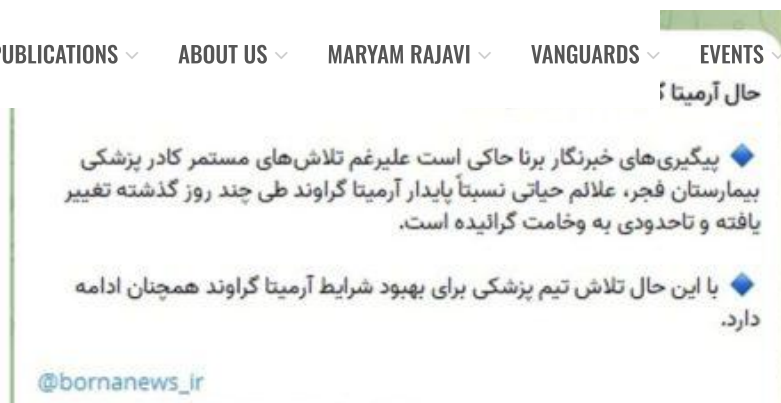 PUBLICATIONS ABOUT US MARYAM RAJAVI VANGUARDS EVENTS
حال آرمیتا
🔷 پیگیری‌های خبرنگار برنا حاکی است علیرغم تلاش‌های مستمر کادر پزشکی
بیمارستان فجر، علائم حیاتی نسبتاً پایدار آرمیتا گراوند طی چند روز گذشته تغییر
یافته و تاحدودی به وخامت گرائیده است.
🔷 با این حال تلاش تیم پزشکی برای بهبود شرایط آرمیتا گراوند همچنان ادامه
دارد.
@bornanews_ir